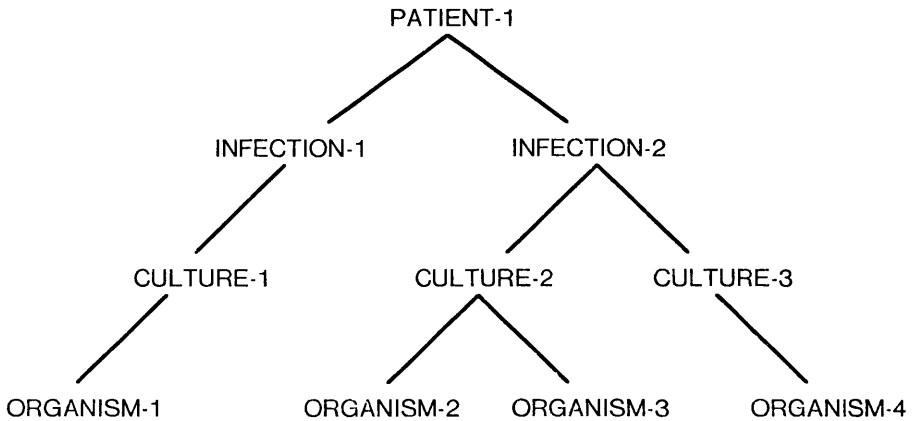 PATIENT-1
INFECTION-1 INFECTION-2
CULTURE-1 CULTURE-2 CULTURE-3
ORGANISM-1 ORGANISM-2 ORGANISM-3 ORGANISM-4